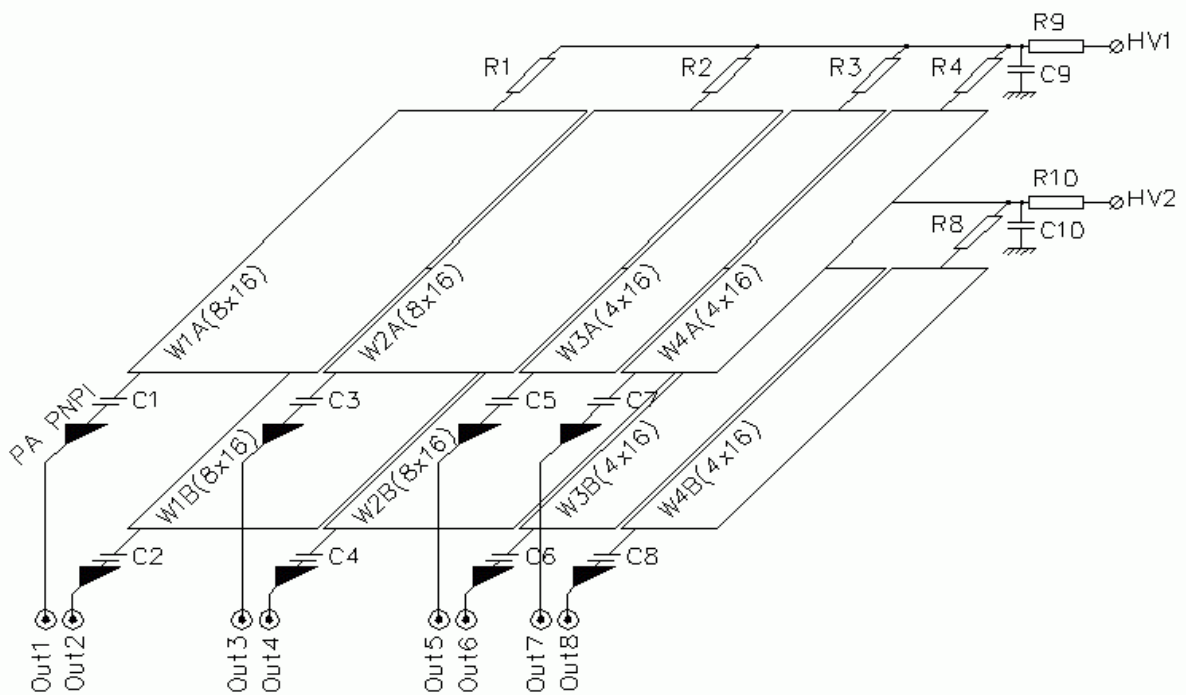 R9
HV1
R1
R2
R3
R4
C9
R10
HV2
R8
C10
W1A(8x16)
W2A(8x16)
W3A(4x16)
W4A(4x16)
C1
C3
C5
C7
PA PNPI
W1B(8x16)
W2B(8x16)
W3B(4x16)
W4B(4x16)
C2
C4
C6
C8
Out1
Out2
Out3
Out4
Out5
Out6
Out7
Out8